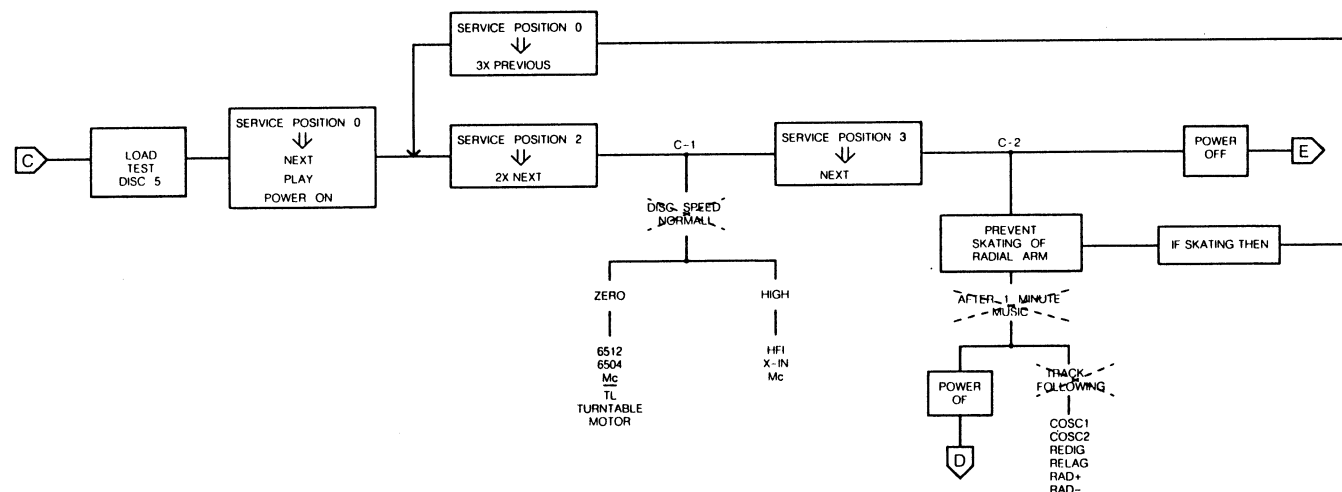 SERVICE POSITION 0
3X PREVIOUS
C
LOAD
TEST
DISC 5
SERVICE POSITION 0
NEXT
PLAY
POWER ON
SERVICE POSITION 2
2X NEXT
C-1
SERVICE POSITION 3
NEXT
C-2
POWER
OFF
E
DISC SPEED
NORMALL
ZERO
6512
6504
Mc
TL
TURNTABLE
MOTOR
HIGH
HFI
X-IN
Mc
PREVENT
SKATING OF
RADIAL ARM
IF SKATING THEN
AFTER 1 MINUTE
MUSIC
POWER
OF
D
TRACK
FOLLOWING
COSC1
COSC2
REDIG
RELAG
RAD+
RAD-